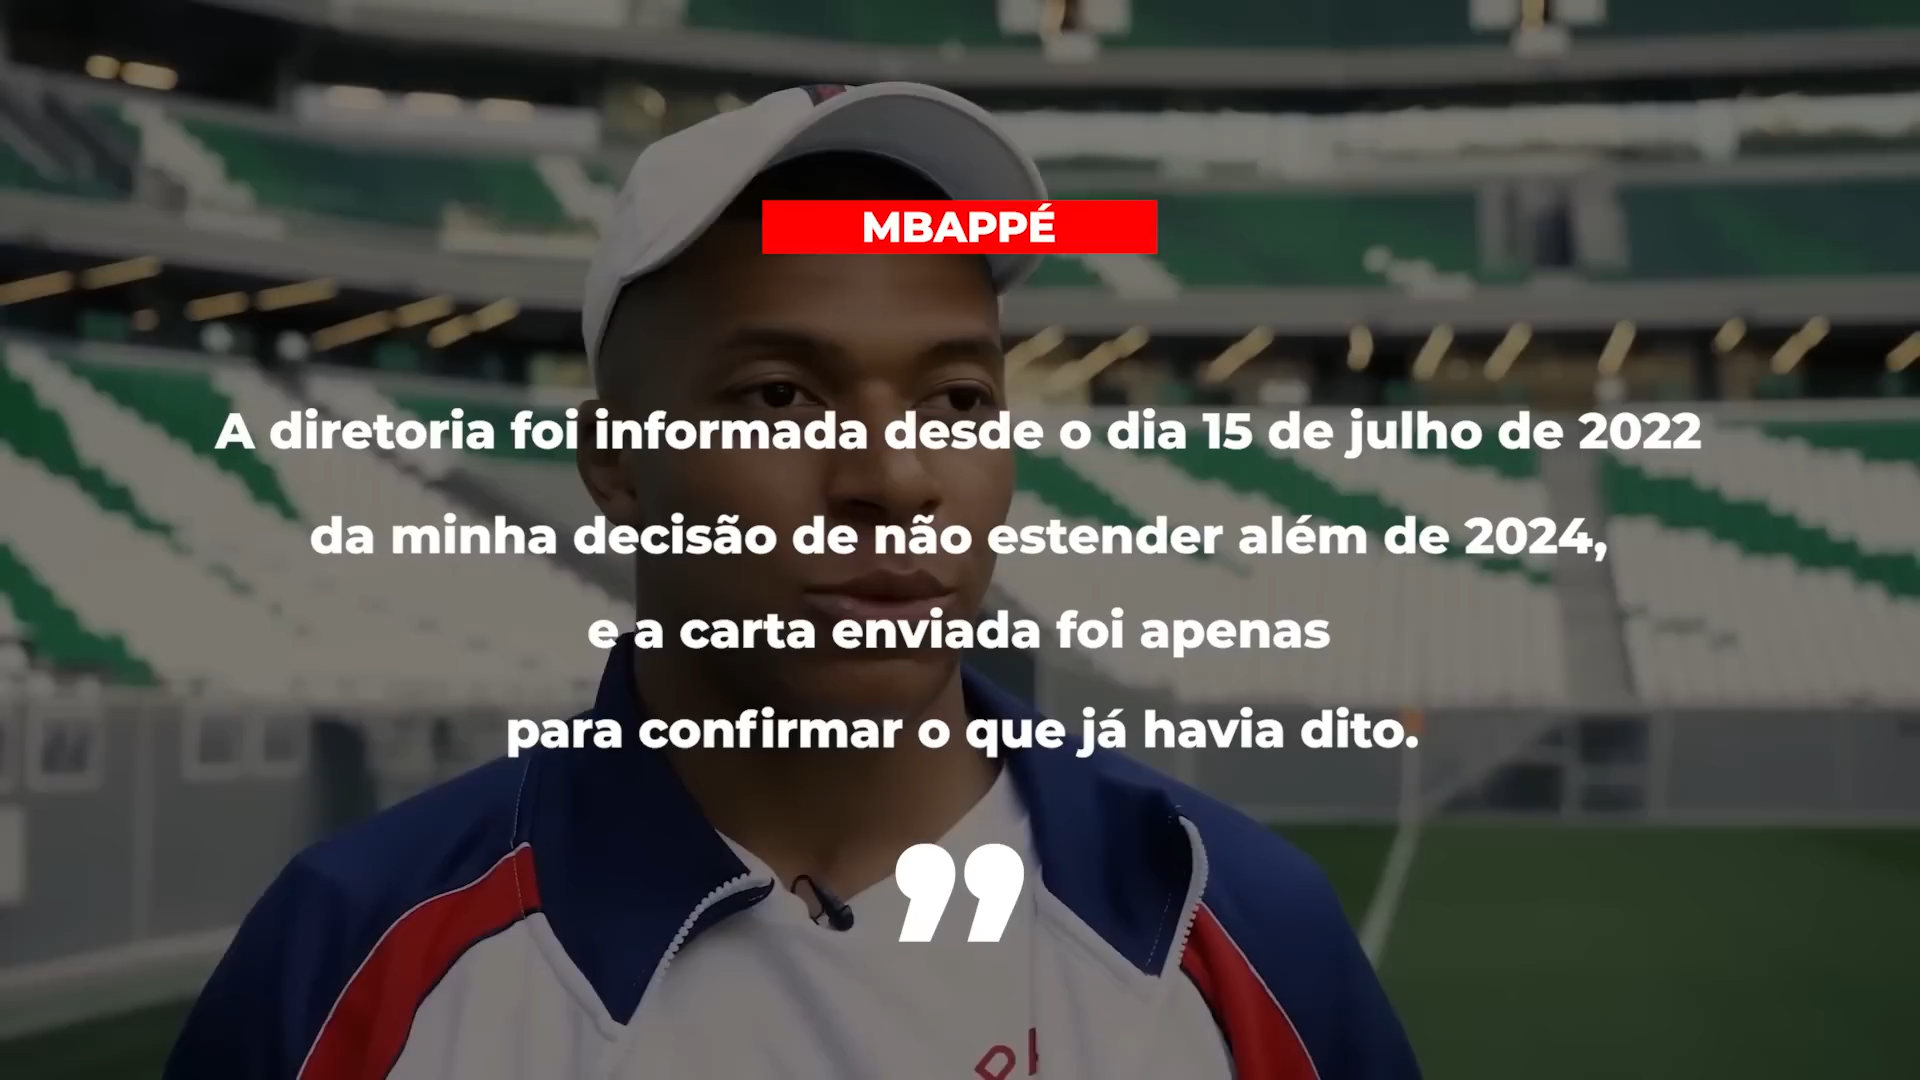 MBAPPÉ
A diretoria foi informada desde o dia 15 de julho de 2022
da minha decisão de não estender além de 2024,
e a carta enviada foi apenas
para confirmar o que já havia dito.
”